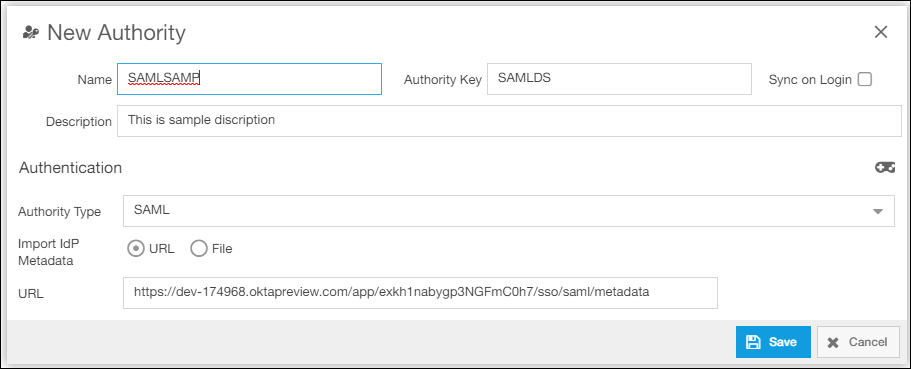 New Authority
Name SAMLSAMP Authority Key SAMLDS Sync on Login
Description This is sample discription
Authentication
Authority Type SAML
Import IdP
Metadata URL File
URL https://dev-174968.oktapreview.com/app/exkh1nabygp3NGFmC0h7/sso/saml/metadata
Save Cancel